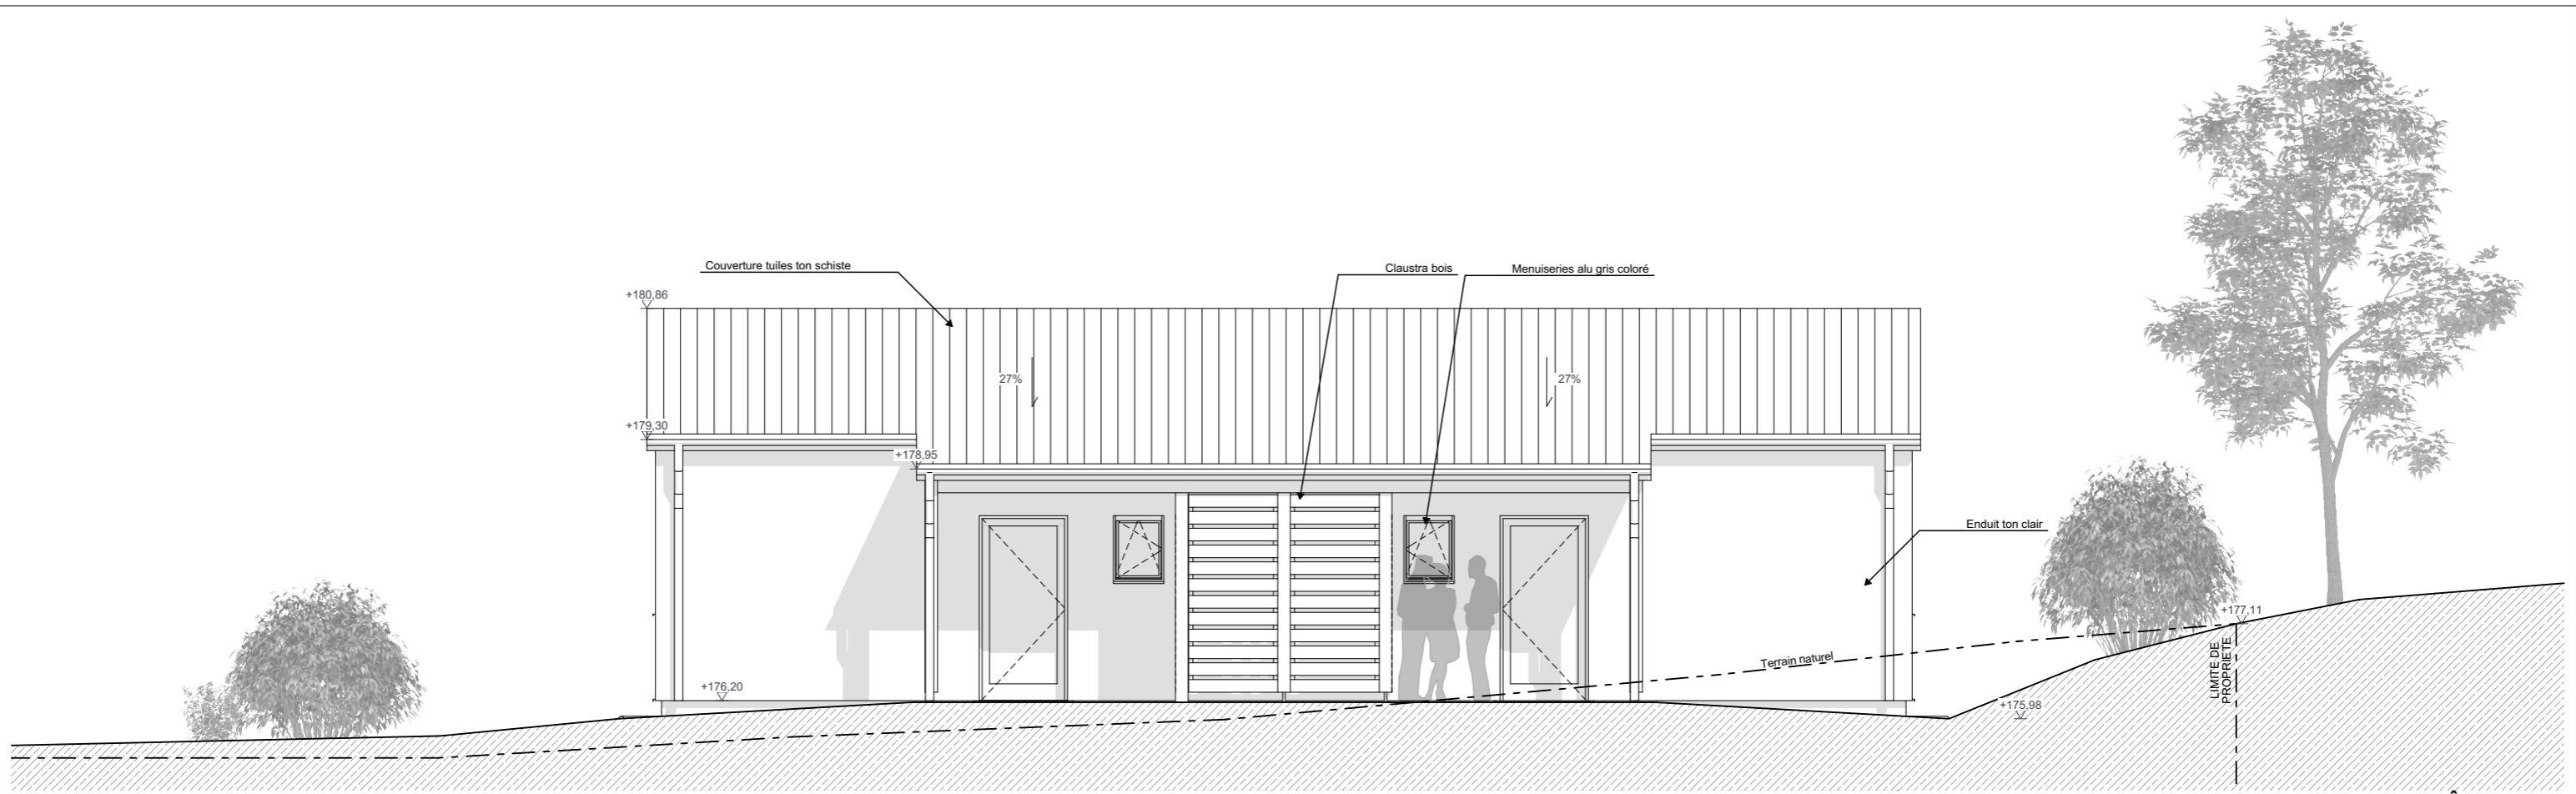 Couverture tuiles ton schiste
Claustra bois
Menuiseries alu gris coloré
+180,86
27%
27%
+179,30
+178,95
Enduit ton clair
+177,11
Terrain naturel
LIMITE DE
PROPRIETE
+176,20
+175,98